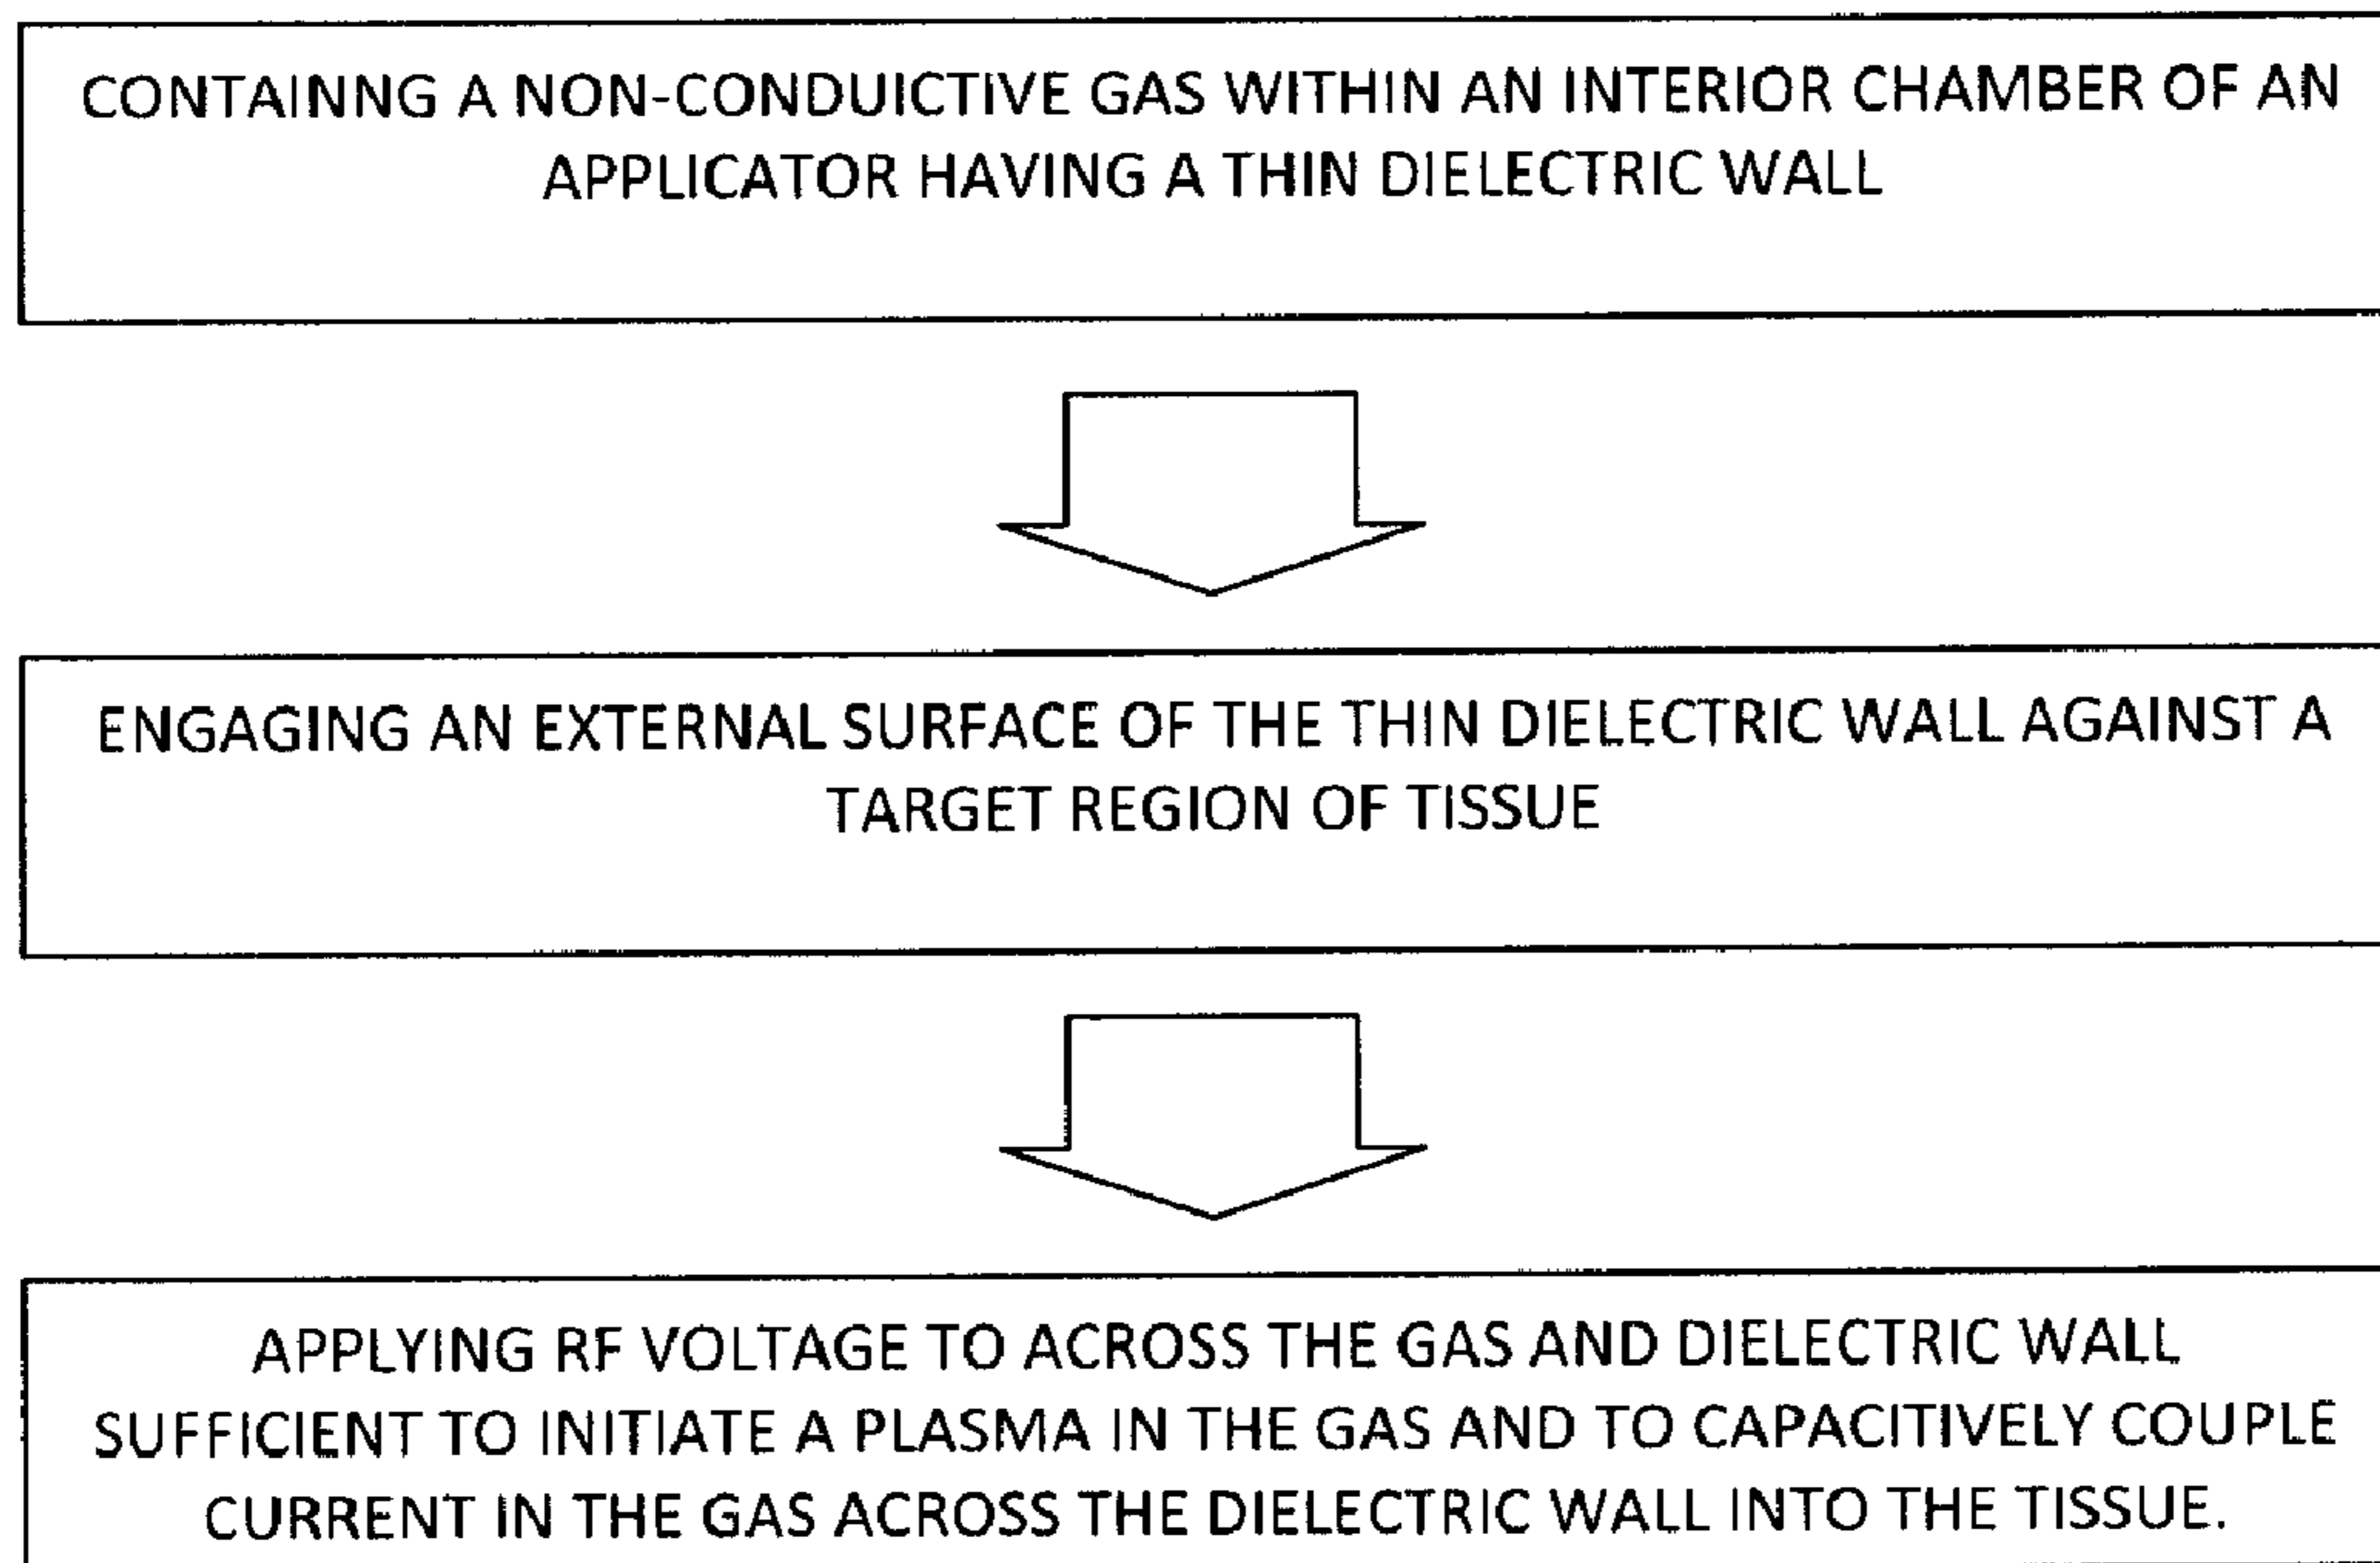 CONTAINNG A NON-CONDUICTIVE GAS WITHIN AN INTERIOR CHAMBER OF AN
APPLICATOR HAVING A THIN DIELECTRIC WALL
ENGAGING AN EXTERNAL SURFACE OF THE THIN DIELECTRIC WALL AGAINST A
TARGET REGION OF TISSUE
APPLYING RF VOLTAGE TO ACROSS THE GAS AND DIELECTRIC WALL
SUFFICIENT TO INITIATE A PLASMA IN THE GAS AND TO CAPACITIVELY COUPLE
CURRENT IN THE GAS ACROSS THE DIELECTRIC WALL INTO THE TISSUE.